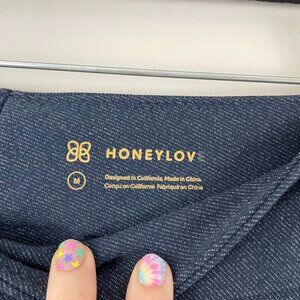 HONEYLOVE
M
Designed in California, Made in China.
Conçu en Californie Fabriqué en Chine